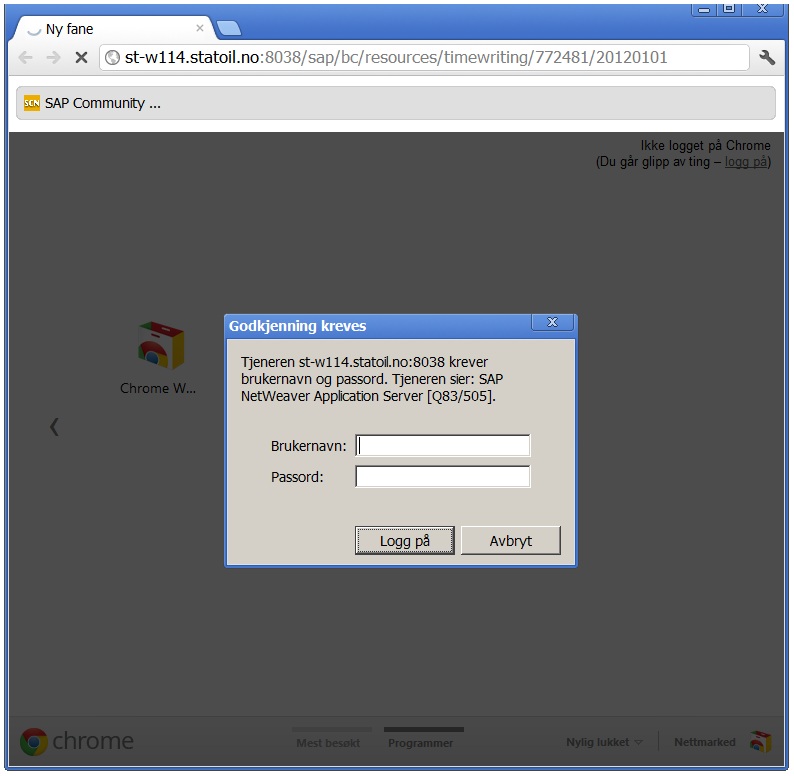 Ny fane
st-w114.statoil.no:8038/sap/bc/resources/timewriting/772481/20120101
SCN SAP Community ...
Ikke logget på Chrome
(Du går glipp av ting – logg på)
Chrome W...
Godkjenning kreves
Tjeneren st-w114.statoil.no:8038 krever
brukernavn og passord. Tjeneren sier: SAP
NetWeaver Application Server [Q83/505].
Brukernavn:
Passord:
Logg på Avbryt
chrome Mest besøkt Programmer Nylig lukket Nettmarked